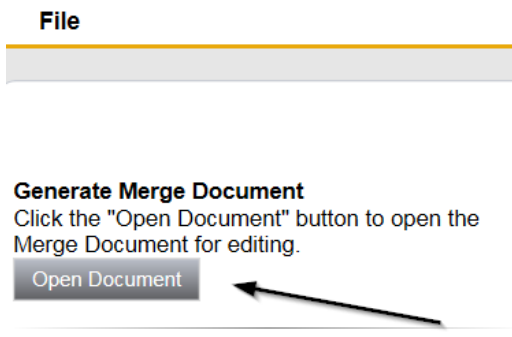 File
Generate Merge Document
Click the "Open Document" button to open the
Merge Document for editing.
Open Document